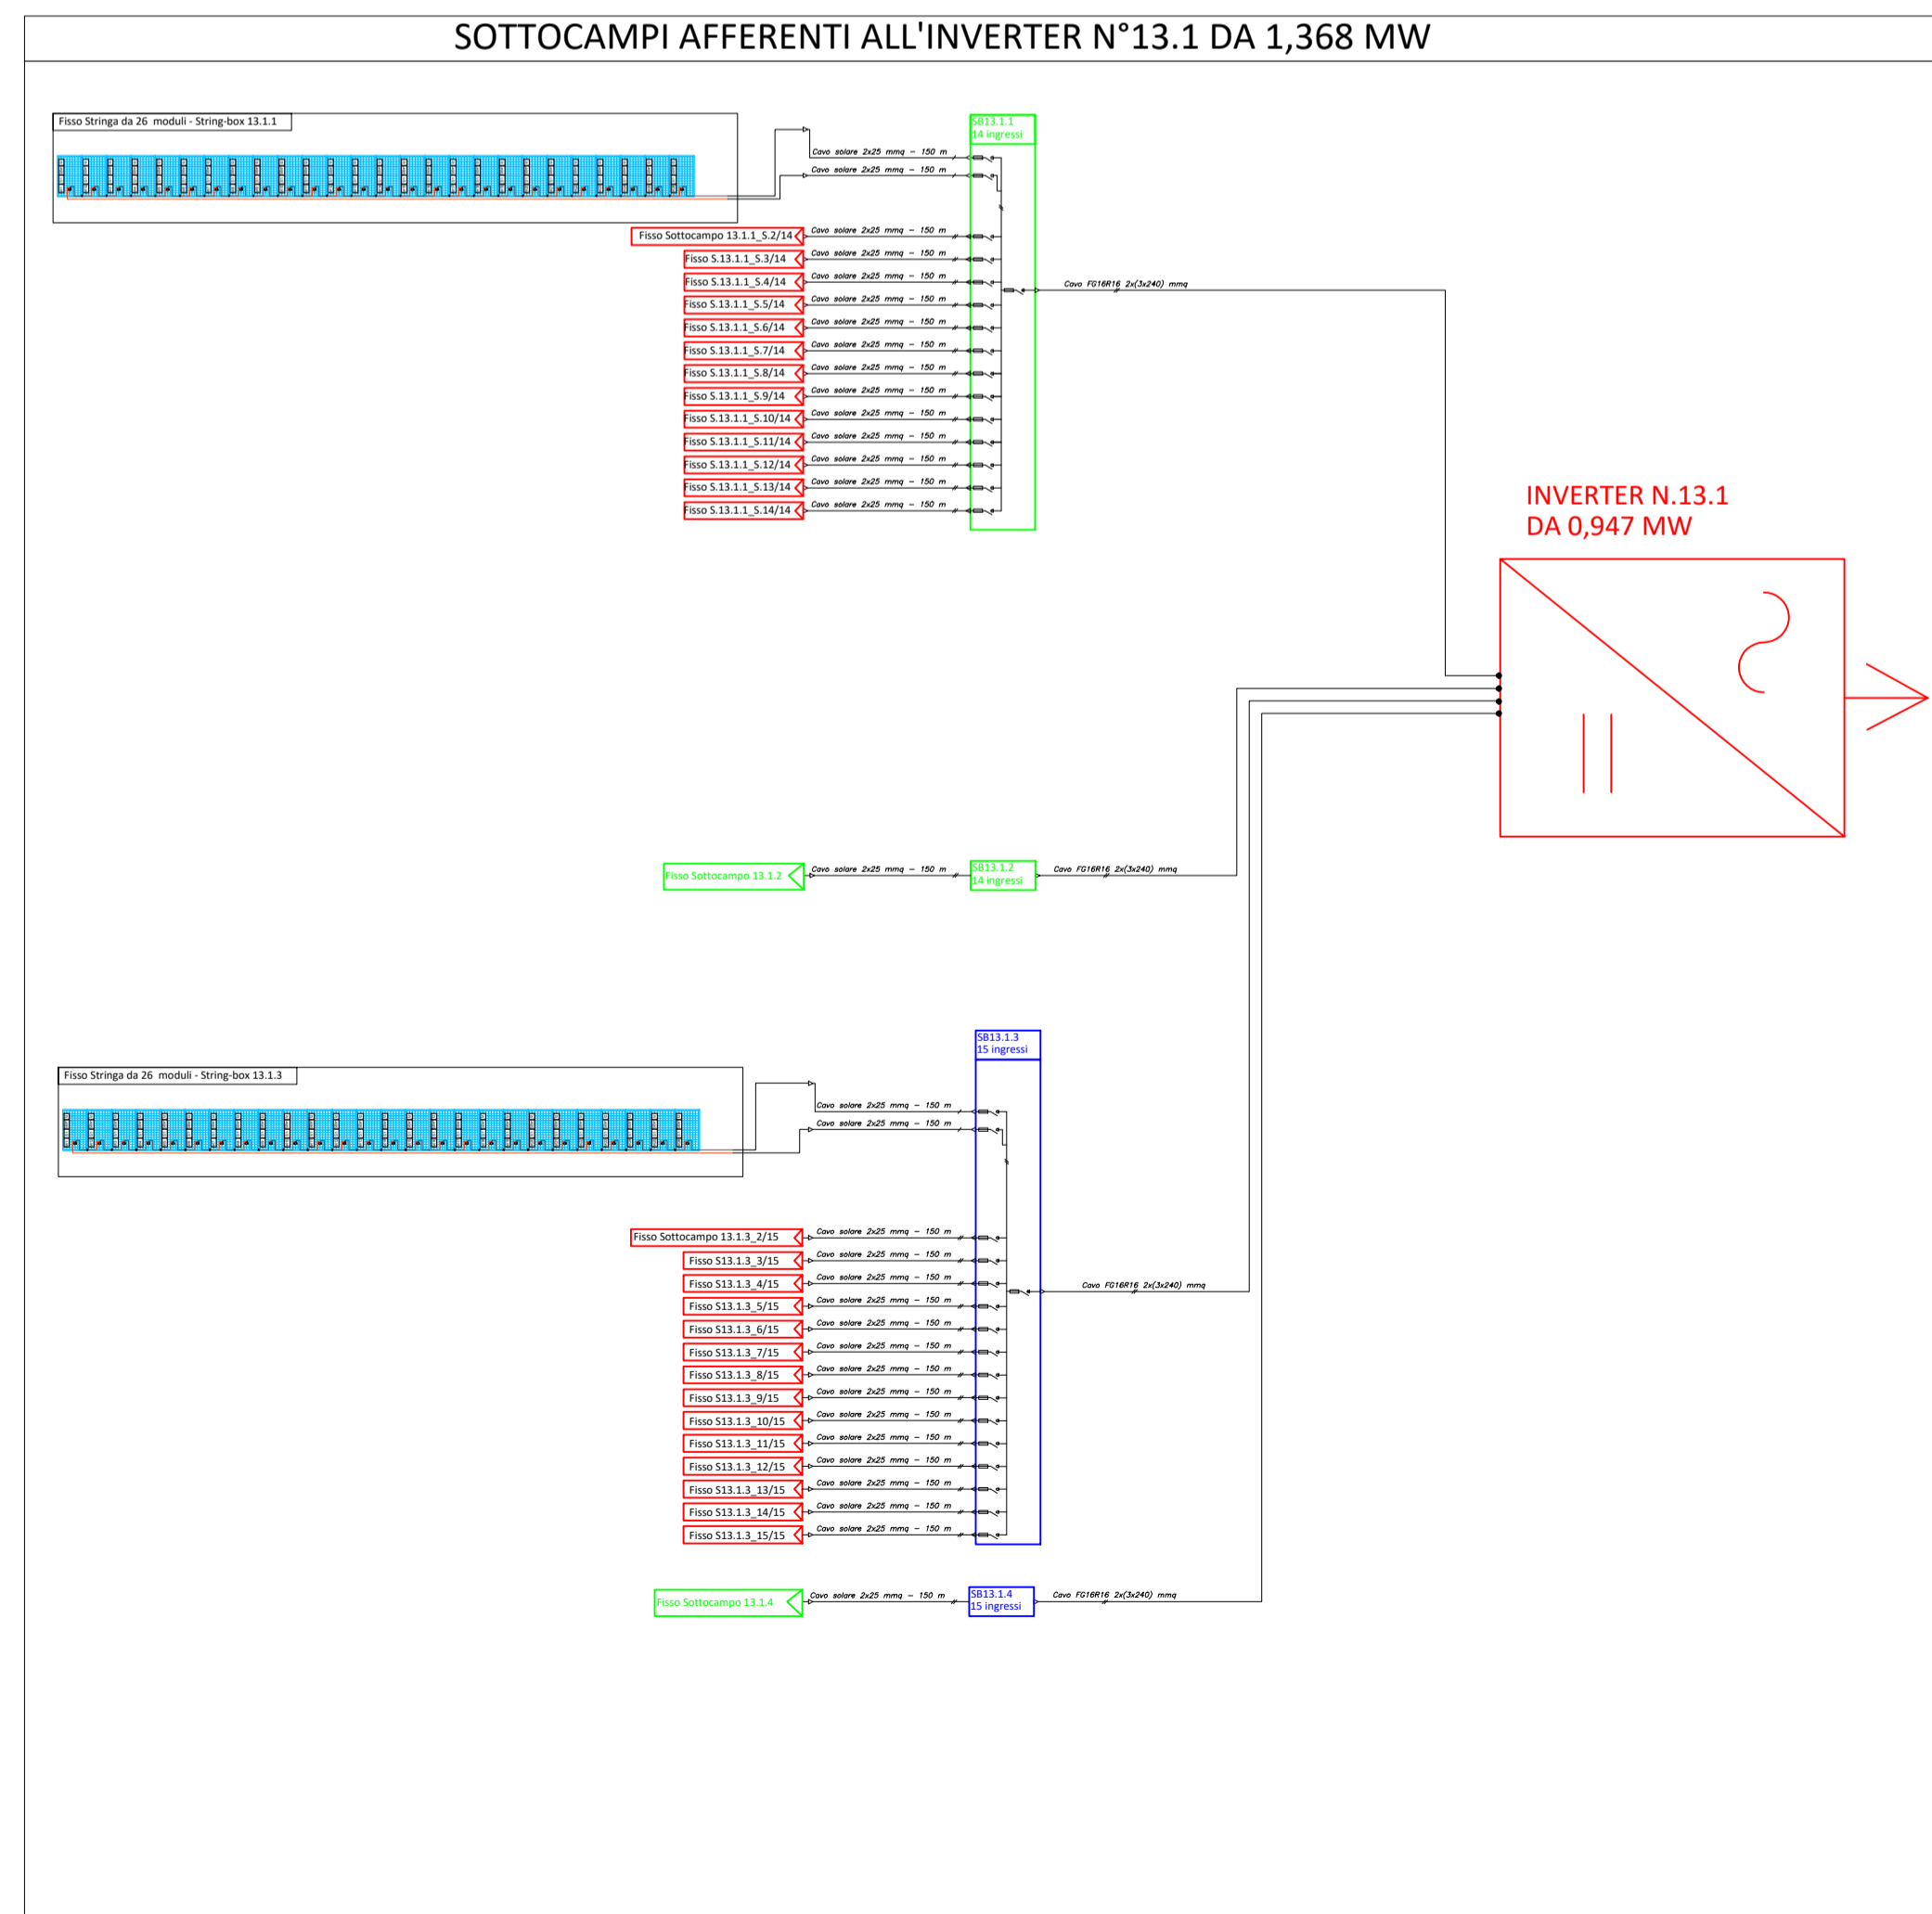 SOTTOCAMPI AFFERENTI ALL'INVERTER N°13.1 DA 1,368 MW
Fisso Stringa da 26 moduli - String-box 13.1.1
SB13.1.1
14 ingressi
Cavo solare 2x25 mmq - 150 m
Cavo solare 2x25 mmq - 150 m
Fisso Sottocampo 13.1.1_S.2/14
Cavo solare 2x25 mmq - 150 m
Fisso S.13.1.1_S.3/14
Cavo solare 2x25 mmq - 150 m
Fisso S.13.1.1_S.4/14
Cavo solare 2x25 mmq - 150 m
Cavo FG16R16 2x(3x240) mmq
Fisso S.13.1.1_S.5/14
Cavo solare 2x25 mmq - 150 m
Fisso S.13.1.1_S.6/14
Cavo solare 2x25 mmq - 150 m
Fisso S.13.1.1_S.7/14
Cavo solare 2x25 mmq - 150 m
Fisso S.13.1.1_S.8/14
Cavo solare 2x25 mmq - 150 m
Fisso S.13.1.1_S.9/14
Cavo solare 2x25 mmq - 150 m
Fisso S.13.1.1_S.10/14
Cavo solare 2x25 mmq - 150 m
Fisso S.13.1.1_S.11/14
Cavo solare 2x25 mmq - 150 m
Fisso S.13.1.1_S.12/14
Cavo solare 2x25 mmq - 150 m
Fisso S.13.1.1_S.13/14
Cavo solare 2x25 mmq - 150 m
Fisso S.13.1.1_S.14/14
Cavo solare 2x25 mmq - 150 m
INVERTER N.13.1
DA 0,947 MW
Fisso Sottocampo 13.1.2
Cavo solare 2x25 mmq - 150 m
SB13.1.2
14 ingressi
Cavo FG16R16 2x(3x240) mmq
SB13.1.3
15 ingressi
Fisso Stringa da 26 moduli - String-box 13.1.3
Cavo solare 2x25 mmq - 150 m
Cavo solare 2x25 mmq - 150 m
Fisso Sottocampo 13.1.3_2/15
Cavo solare 2x25 mmq - 150 m
Fisso S13.1.3_3/15
Cavo solare 2x25 mmq - 150 m
Fisso S13.1.3_4/15
Cavo solare 2x25 mmq - 150 m
Cavo FG16R16 2x(3x240) mmq
Fisso S13.1.3_5/15
Cavo solare 2x25 mmq - 150 m
Fisso S13.1.3_6/15
Cavo solare 2x25 mmq - 150 m
Fisso S13.1.3_7/15
Cavo solare 2x25 mmq - 150 m
Fisso S13.1.3_8/15
Cavo solare 2x25 mmq - 150 m
Fisso S13.1.3_9/15
Cavo solare 2x25 mmq - 150 m
Fisso S13.1.3_10/15
Cavo solare 2x25 mmq - 150 m
Fisso S13.1.3_11/15
Cavo solare 2x25 mmq - 150 m
Fisso S13.1.3_12/15
Cavo solare 2x25 mmq - 150 m
Fisso S13.1.3_13/15
Cavo solare 2x25 mmq - 150 m
Fisso S13.1.3_14/15
Cavo solare 2x25 mmq - 150 m
Fisso S13.1.3_15/15
Cavo solare 2x25 mmq - 150 m
Fisso Sottocampo 13.1.4
Cavo solare 2x25 mmq - 150 m
SB13.1.4
15 ingressi
Cavo FG16R16 2x(3x240) mmq